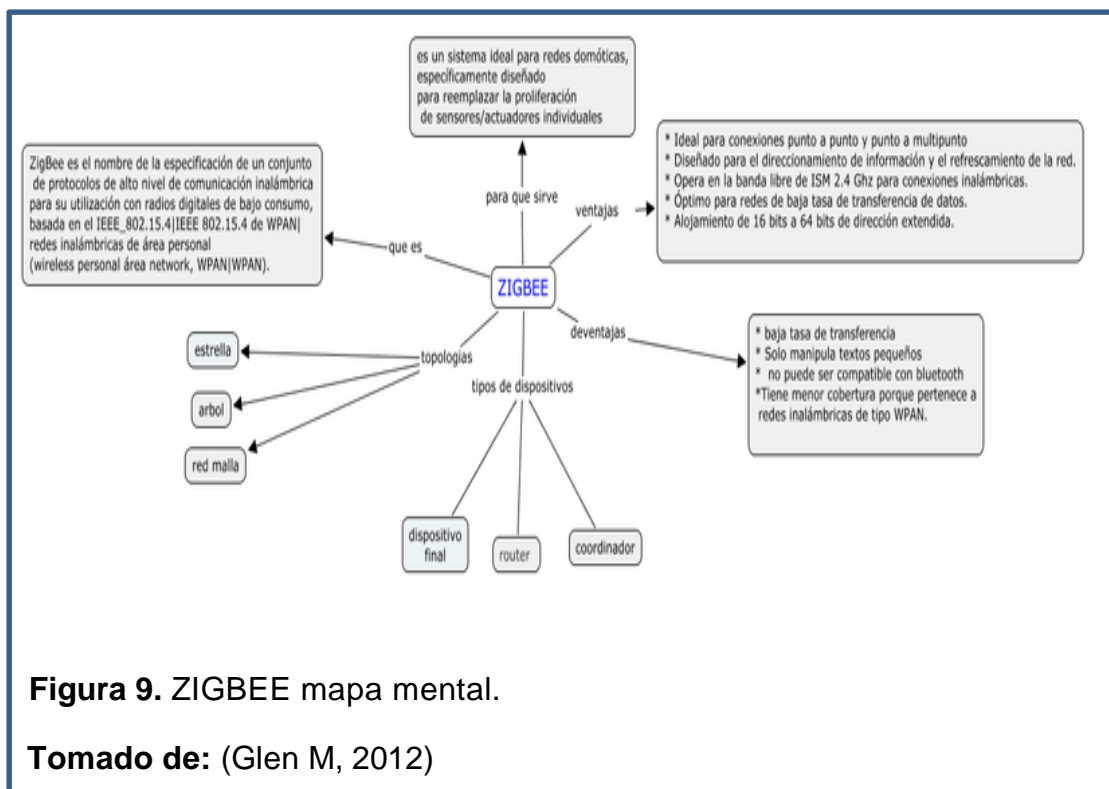 es un sistema ideal para redes domóticas,
específicamente diseñado
para reemplazar la proliferación
de sensores/actuadores individuales
para que sirve
ZigBee es el nombre de la especificación de un conjunto
de protocolos de alto nivel de comunicación inalámbrica
para su utilización con radios digitales de bajo consumo,
basada en el IEEE_802.15.4|IEEE 802.15.4 de WPAN|
redes inalámbricas de área personal
(wireless personal área network, WPAN|WPAN).
que es
* Ideal para conexiones punto a punto y punto a multipunto
* Diseñado para el direccionamiento de información y el refrescamiento de la red.
* Opera en la banda libre de ISM 2.4 Ghz para conexiones inalámbricas.
* Óptimo para redes de baja tasa de transferencia de datos.
* Alojamiento de 16 bits a 64 bits de dirección extendida.
ventajas
ZIGBEE
deventajas
* baja tasa de transferencia
* Solo manipula textos pequeños
* no puede ser compatible con bluetooth
*Tiene menor cobertura porque pertenece a
redes inalámbricas de tipo WPAN.
topologias
estrella
arbol
red malla
tipos de dispositivos
dispositivo
final
router
coordinador
Figura 9. ZIGBEE mapa mental.
Tomado de: (Glen M, 2012)